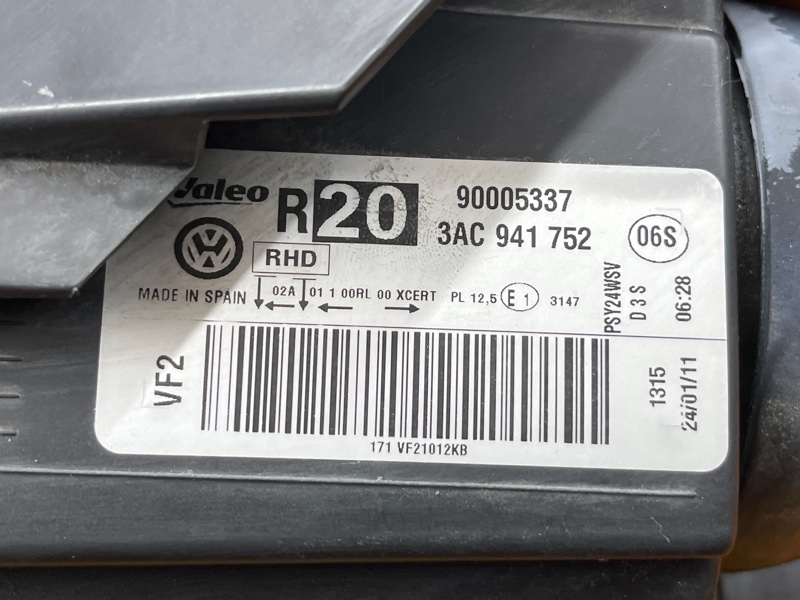 Valeo
R 20
90005337
3AC 941 752
06S
RHD
MADE IN SPAIN
02A 01 1 00RL 00 XCERT PL 12,5 E1 3147
PSY24WSV
D3S
06:28
VF2
171 VF21012KB
1315
24/01/11